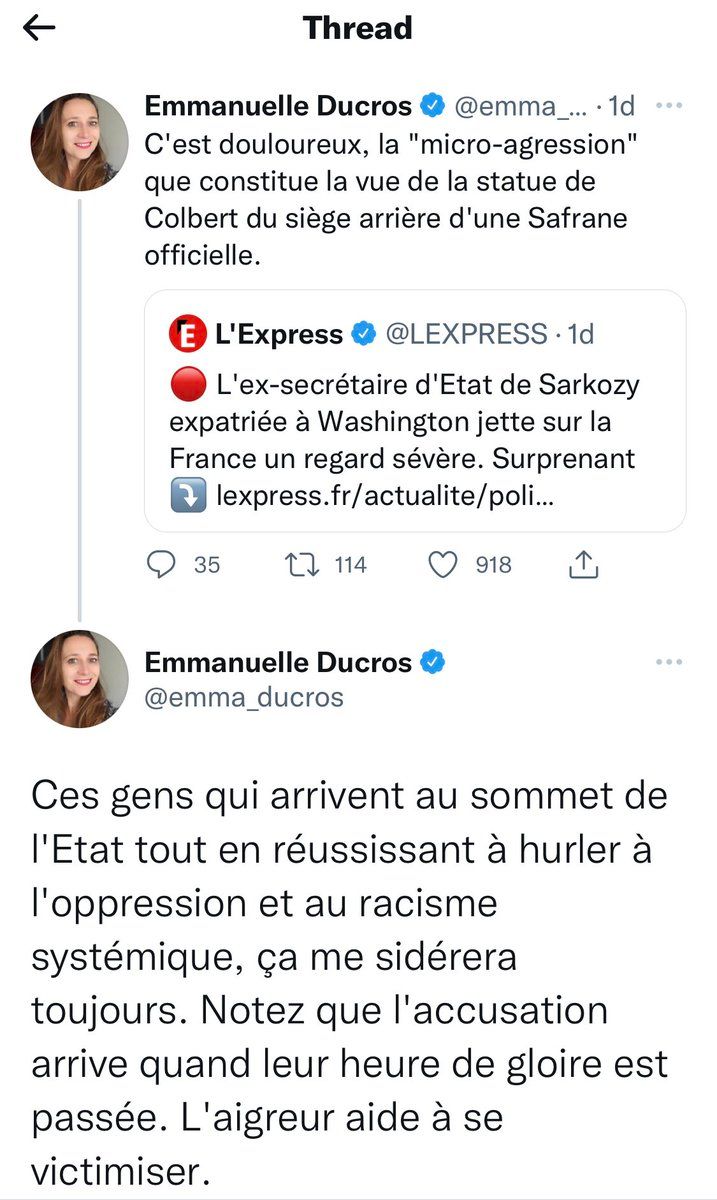 Thread
Emmanuelle Ducros @emma_... · 1d
C'est douloureux, la "micro-agression"
que constitue la vue de la statue de
Colbert du siège arrière d'une Safrane
officielle.
E L'Express @LEXPRESS · 1d
L'ex-secrétaire d'Etat de Sarkozy
expatriée à Washington jette sur la
France un regard sévère. Surprenant
lexpress.fr/actualite/poli...
35 114 918
Emmanuelle Ducros
@emma_ducros
Ces gens qui arrivent au sommet de
l'Etat tout en réussissant à hurler à
l'oppression et au racisme
systémique, ça me sidérera
toujours. Notez que l'accusation
arrive quand leur heure de gloire est
passée. L'aigreur aide à se
victimiser.